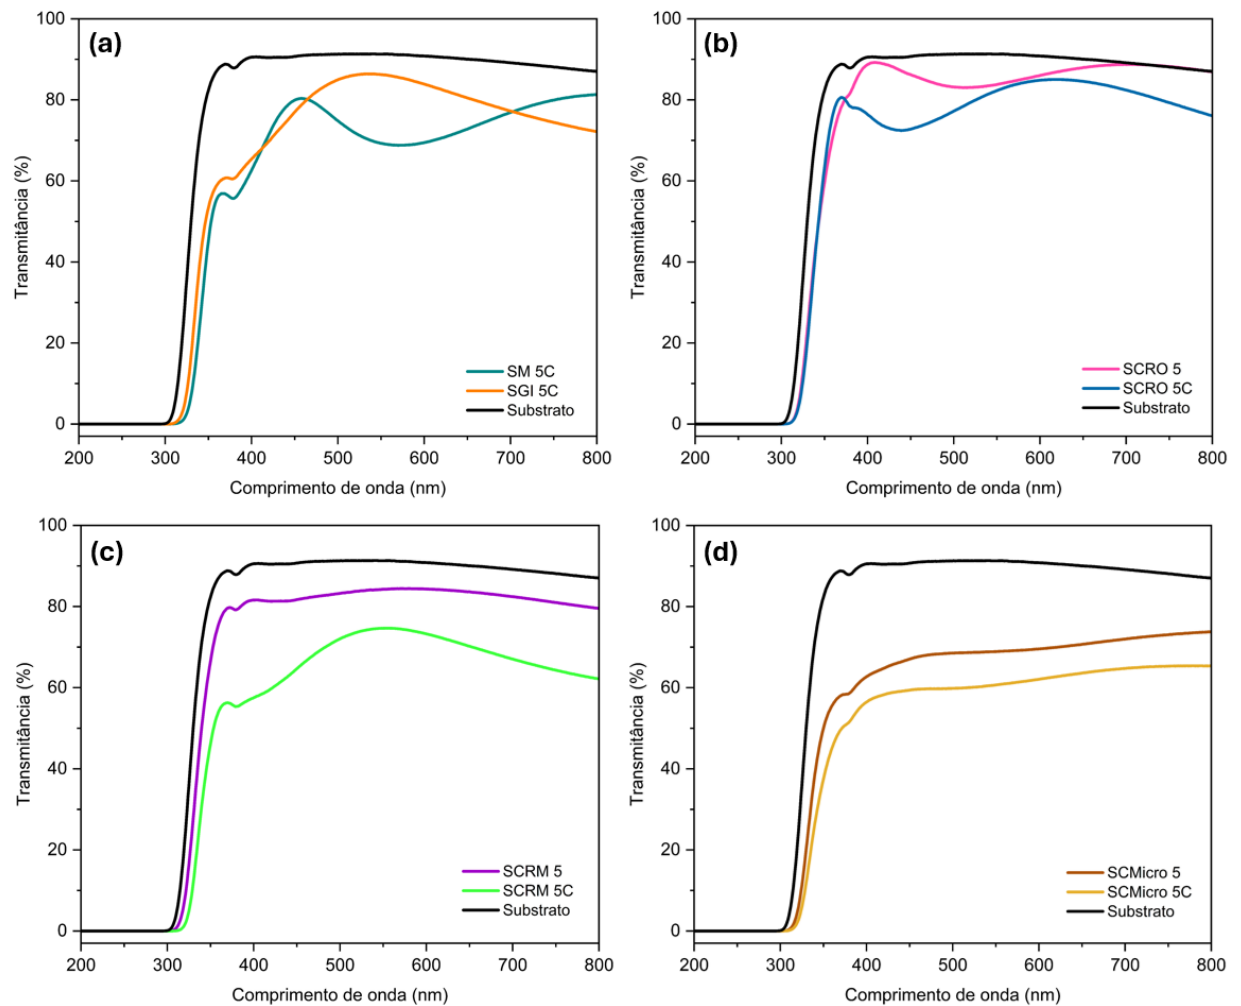 (a)
100
80
60
40
20
0
Transmitância (%)
SM 5C
SGI 5C
Substrato
200 300 400 500 600 700 800
Comprimento de onda (nm)
(b)
100
80
60
40
20
0
Transmitância (%)
SCRO 5
SCRO 5C
Substrato
200 300 400 500 600 700 800
Comprimento de onda (nm)
(c)
100
80
60
40
20
0
Transmitância (%)
SCRM 5
SCRM 5C
Substrato
200 300 400 500 600 700 800
Comprimento de onda (nm)
(d)
100
80
60
40
20
0
Transmitância (%)
SCMicro 5
SCMicro 5C
Substrato
200 300 400 500 600 700 800
Comprimento de onda (nm)